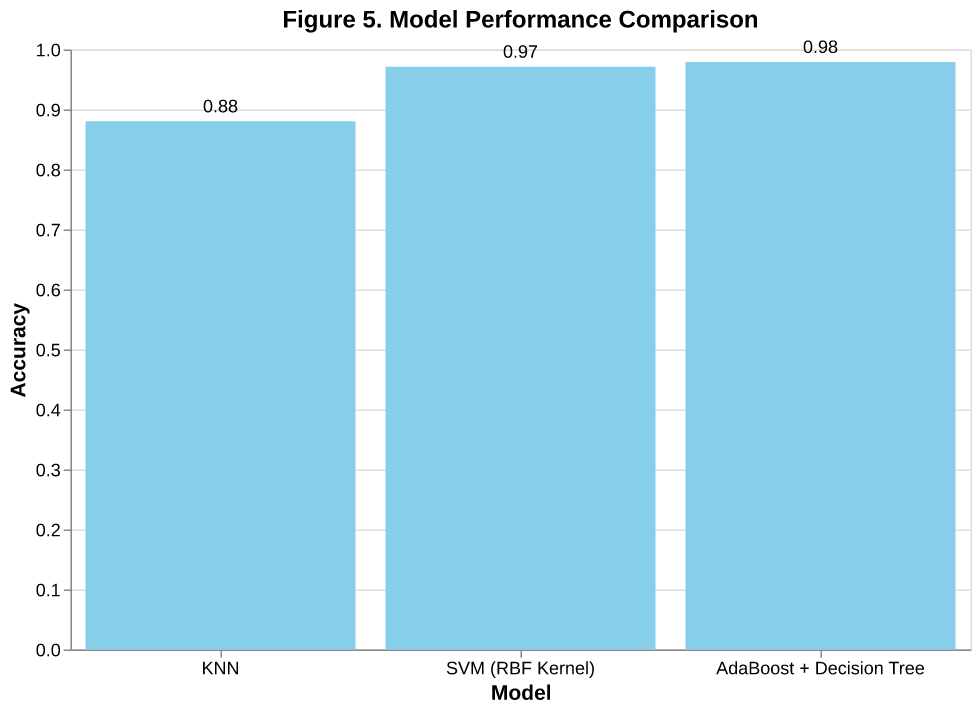 Figure 5. Model Performance Comparison
0.88
0.97
0.98
1.0
0.9
0.8
0.7
0.6
0.5
0.4
0.3
0.2
0.1
0.0
Accuracy
KNN
SVM (RBF Kernel)
AdaBoost + Decision Tree
Model